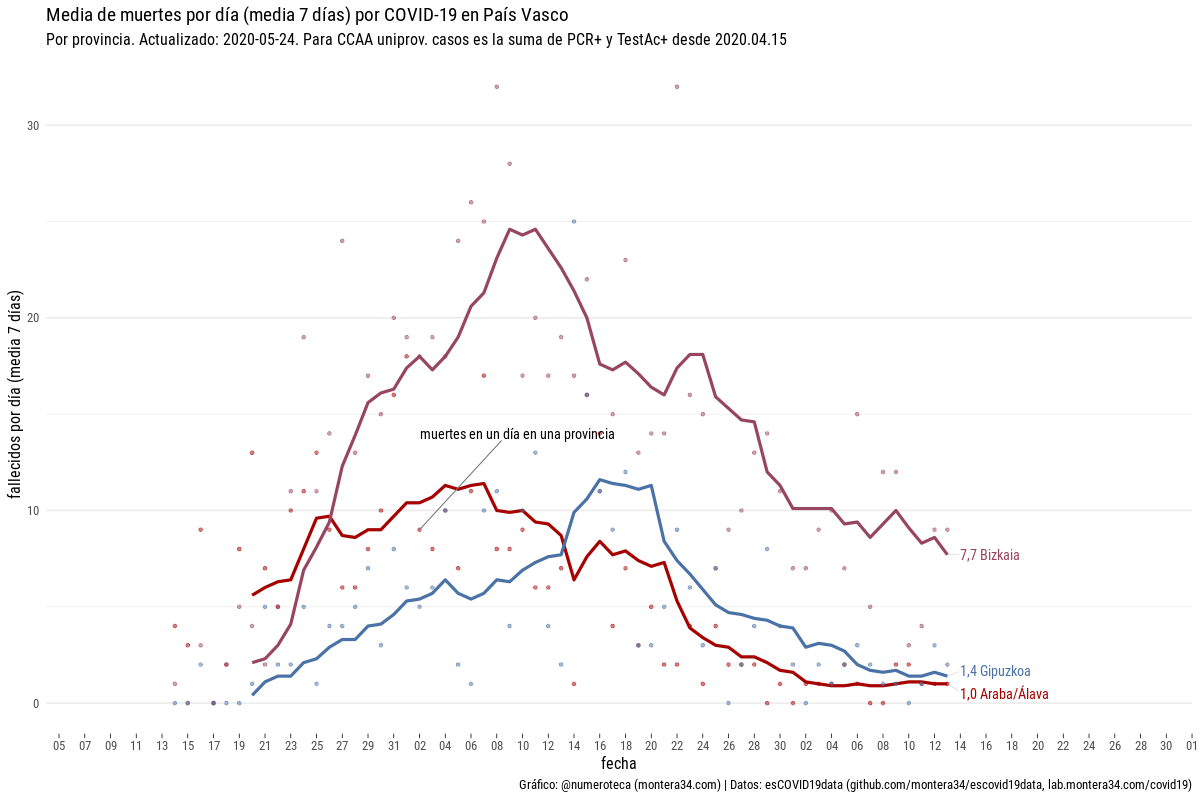 Media de muertes por día (media 7 días) por COVID-19 en País Vasco
Por provincia. Actualizado: 2020-05-24. Para CCAA uniprov. casos es la suma de PCR+ y TestAc+ desde 2020.04.15
fallecidos por día (media 7 días)
30
20
10
0
muertes en un día en una provincia
7,7 Bizkaia
1,4 Gipuzkoa
1,0 Araba/Álava
05 07 09 11 13 15 17 19 21 23 25 27 29 31 02 04 06 08 10 12 14 16 18 20 22 24 26 28 30 02 04 06 08 10 12 14 16 18 20 22 24 26 28 30 01
fecha
Gráfico: @numeroteca (montera34.com) | Datos: esCOVID19data (github.com/montera34/escovid19data, lab.montera34.com/covid19)